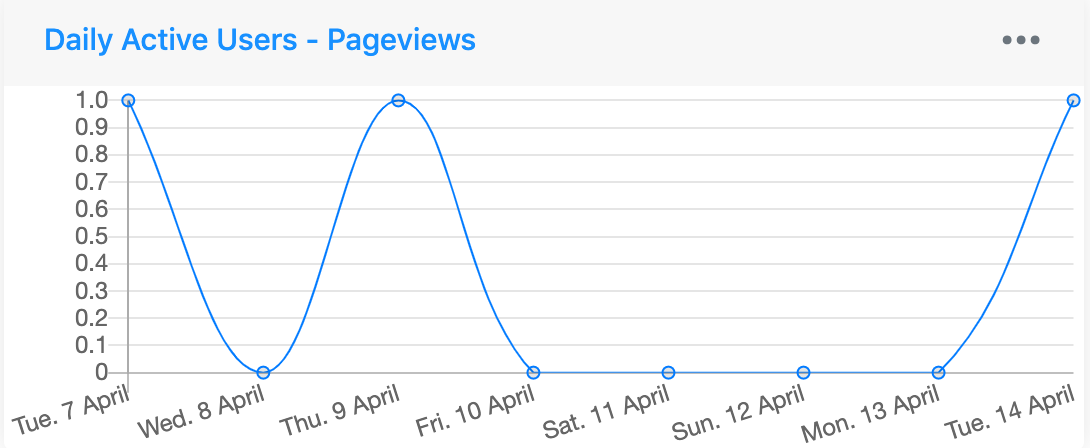 Daily Active Users - Pageviews
1.0
0.9
0.8
0.7
0.6
0.5
0.4
0.3
0.2
0.1
0
Tue. 7 April
Wed. 8 April
Thu. 9 April
Fri. 10 April
Sat. 11 April
Sun. 12 April
Mon. 13 April
Tue. 14 April